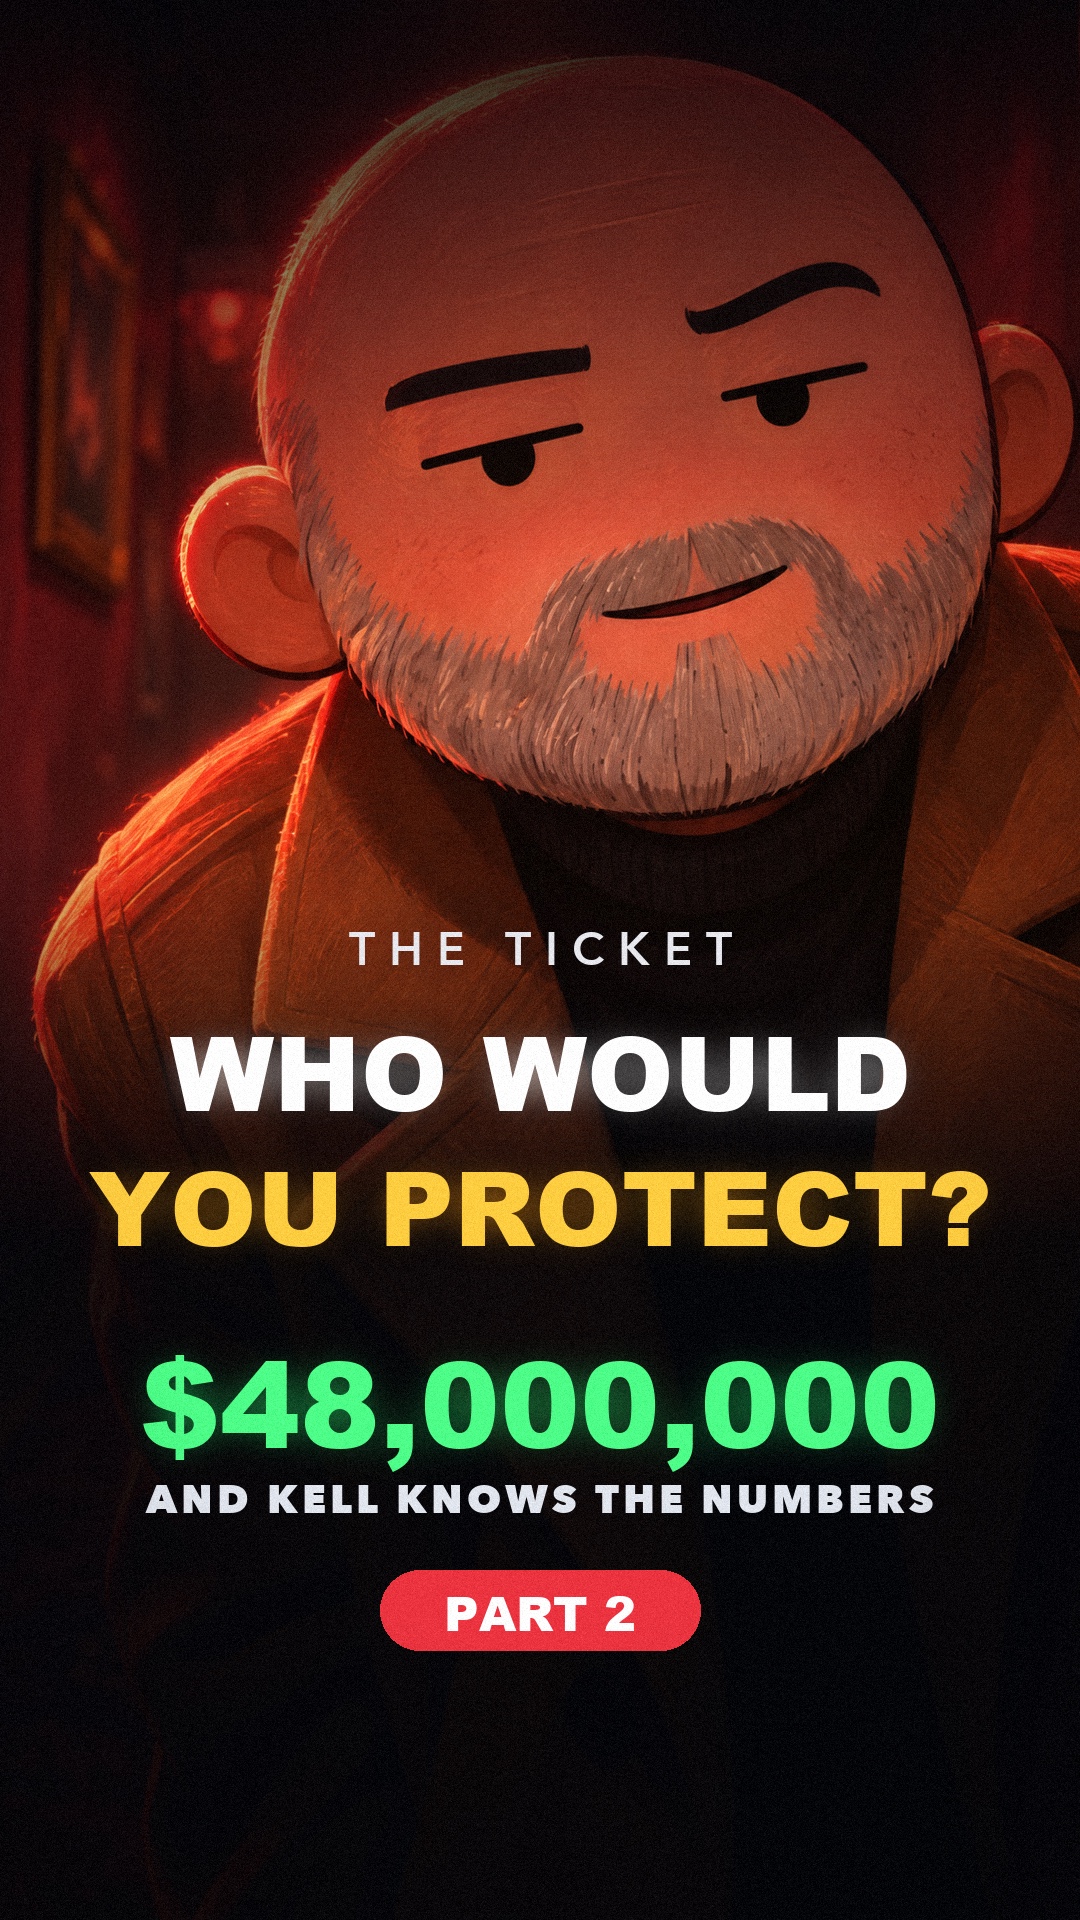 THE TICKET
WHO WOULD
YOU PROTECT?
$48,000,000
AND KELL KNOWS THE NUMBERS
PART 2